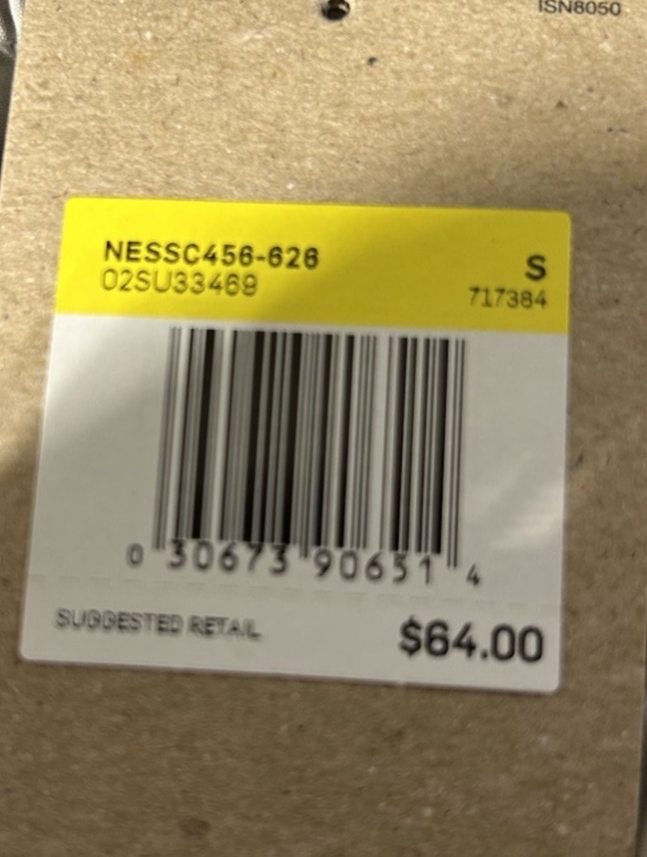 ISN8050
NESSC456-626
02SU33469
S
717384
0 30673 90651 4
SUGGESTED RETAIL
$64.00